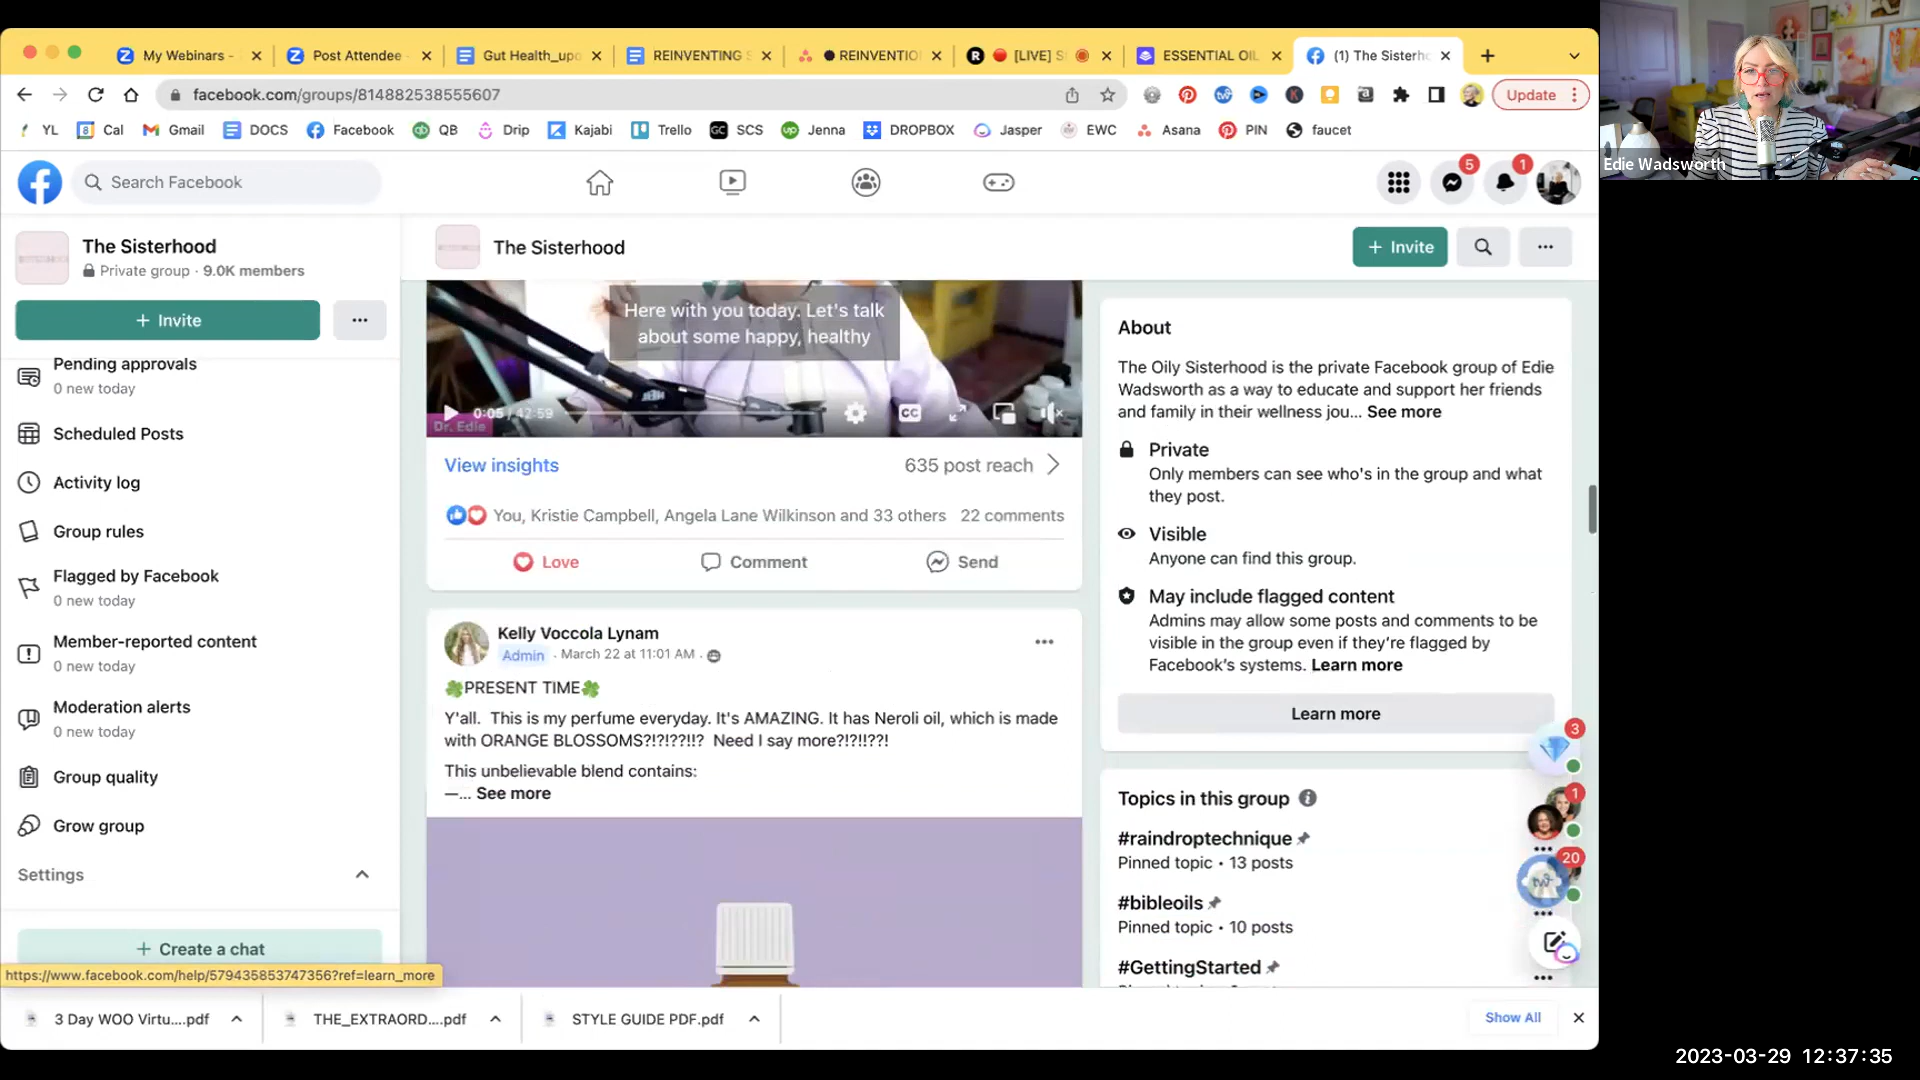 My Webinars -
Post Attendee -
Gut Health_upo
REINVENTING S
REINVENTIO
[LIVE] S
ESSENTIAL OIL
(1) The Sisterho
facebook.com/groups/814882538555607
Update
YL
Cal
Gmail
DOCS
Facebook
QB
Drip
Kajabi
Trello
SCS
Jenna
DROPBOX
Jasper
EWC
Asana
PIN
faucet
Edie Wadsworth
Search Facebook
5
1
The Sisterhood
Private group · 9.0K members
+ Invite
Pending approvals
0 new today
Scheduled Posts
Activity log
Group rules
Flagged by Facebook
0 new today
Member-reported content
0 new today
Moderation alerts
0 new today
Group quality
Grow group
Settings
+ Create a chat
https://www.facebook.com/help/579435853747356?ref=learn_more
The Sisterhood
+ Invite
Here with you today. Let's talk
about some happy, healthy
0:05 / 42:59
CC
Dr. Edie
View insights
635 post reach
You, Kristie Campbell, Angela Lane Wilkinson and 33 others
22 comments
Love
Comment
Send
Kelly Voccola Lynam
Admin · March 22 at 11:01 AM ·
🍀PRESENT TIME🍀
Y'all. This is my perfume everyday. It's AMAZING. It has Neroli oil, which is made
with ORANGE BLOSSOMS?!?!??!!? Need I say more?!?!!??!
This unbelievable blend contains:
—... See more
About
The Oily Sisterhood is the private Facebook group of Edie
Wadsworth as a way to educate and support her friends
and family in their wellness jou... See more
Private
Only members can see who's in the group and what
they post.
Visible
Anyone can find this group.
May include flagged content
Admins may allow some posts and comments to be
visible in the group even if they're flagged by
Facebook's systems. Learn more
Learn more
Topics in this group
#raindroptechnique
Pinned topic · 13 posts
#bibleoils
Pinned topic · 10 posts
#GettingStarted
3
1
20
3 Day WOO Virtu....pdf
THE_EXTRAORD....pdf
STYLE GUIDE PDF.pdf
Show All
2023-03-29 12:37:35